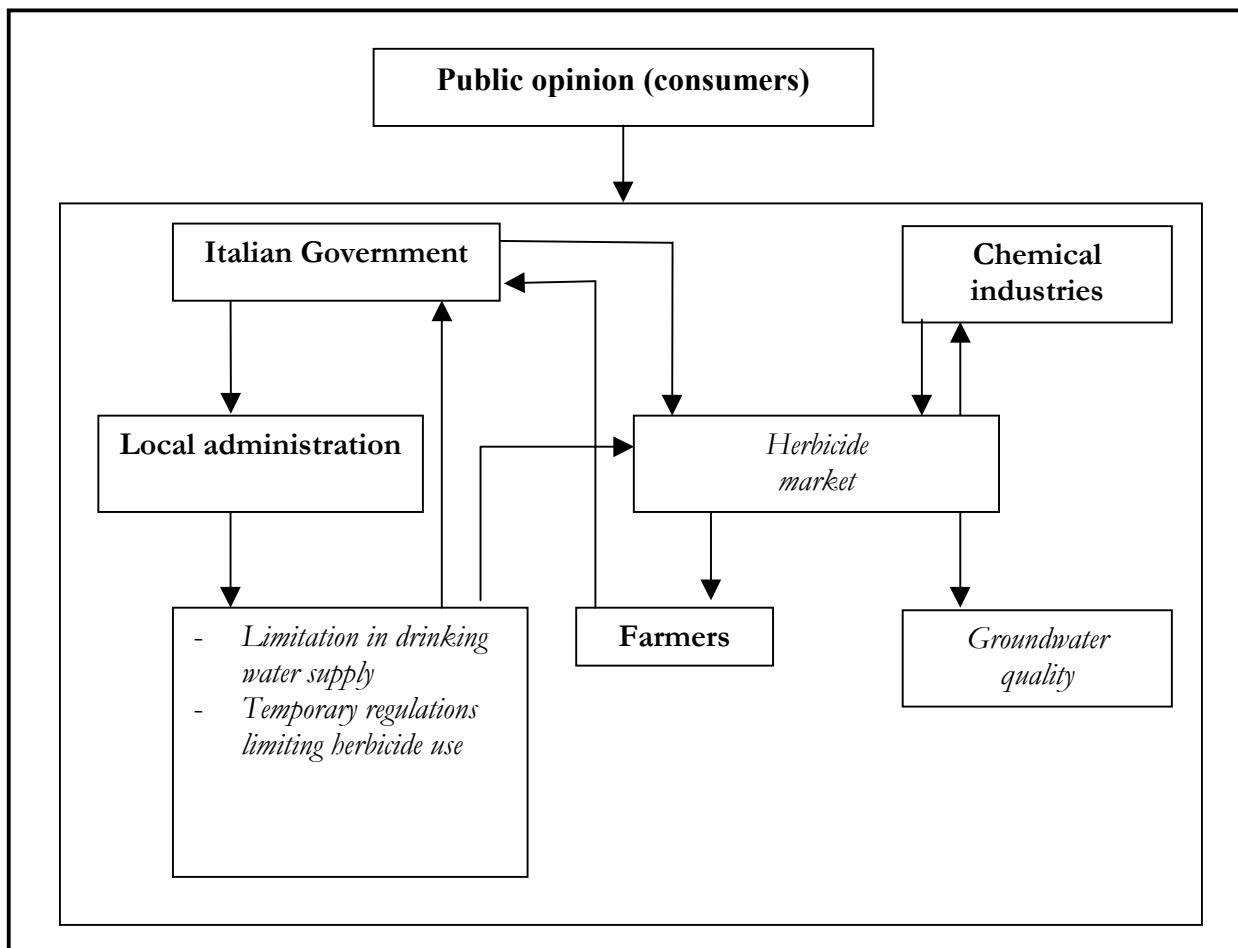 Public opinion (consumers)
Italian Government
Chemical
industries
Local administration
Herbicide
market
- Limitation in drinking
water supply
- Temporary regulations
limiting herbicide use
Farmers
Groundwater
quality